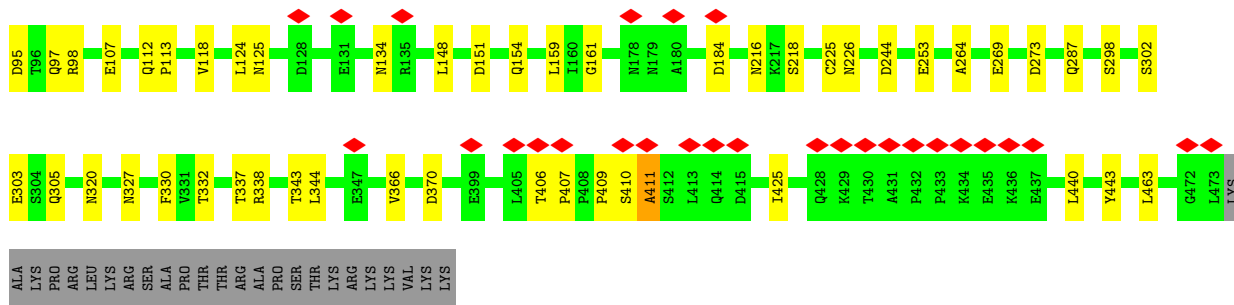 D95 T96 Q97 R98 E107 Q112 P113 V118 L124 N125 D128 E131 N134 R135 L148 D151 Q154 L159 I160 G161 N178 N179 A180 D184 N216 K217 S218 C225 N226 D244 E253 A264 E269 D273 Q287 S298 S302
E303 S304 Q305 N320 N327 F330 V331 T332 T337 R338 T343 L344 E347 V366 D370 E399 L405 T406 P407 P408 P409 S410 A411 S412 L413 Q414 D415 I425 Q428 K429 T430 A431 P432 P433 K434 E435 K436 E437 L440 Y443 L463 G472 L473 LYS
ALA LYS PRO ARG LEU LYS ARG SER ALA PRO THR THR ARG ALA PRO SER THR LYS ARG LYS LYS VAL LYS LYS